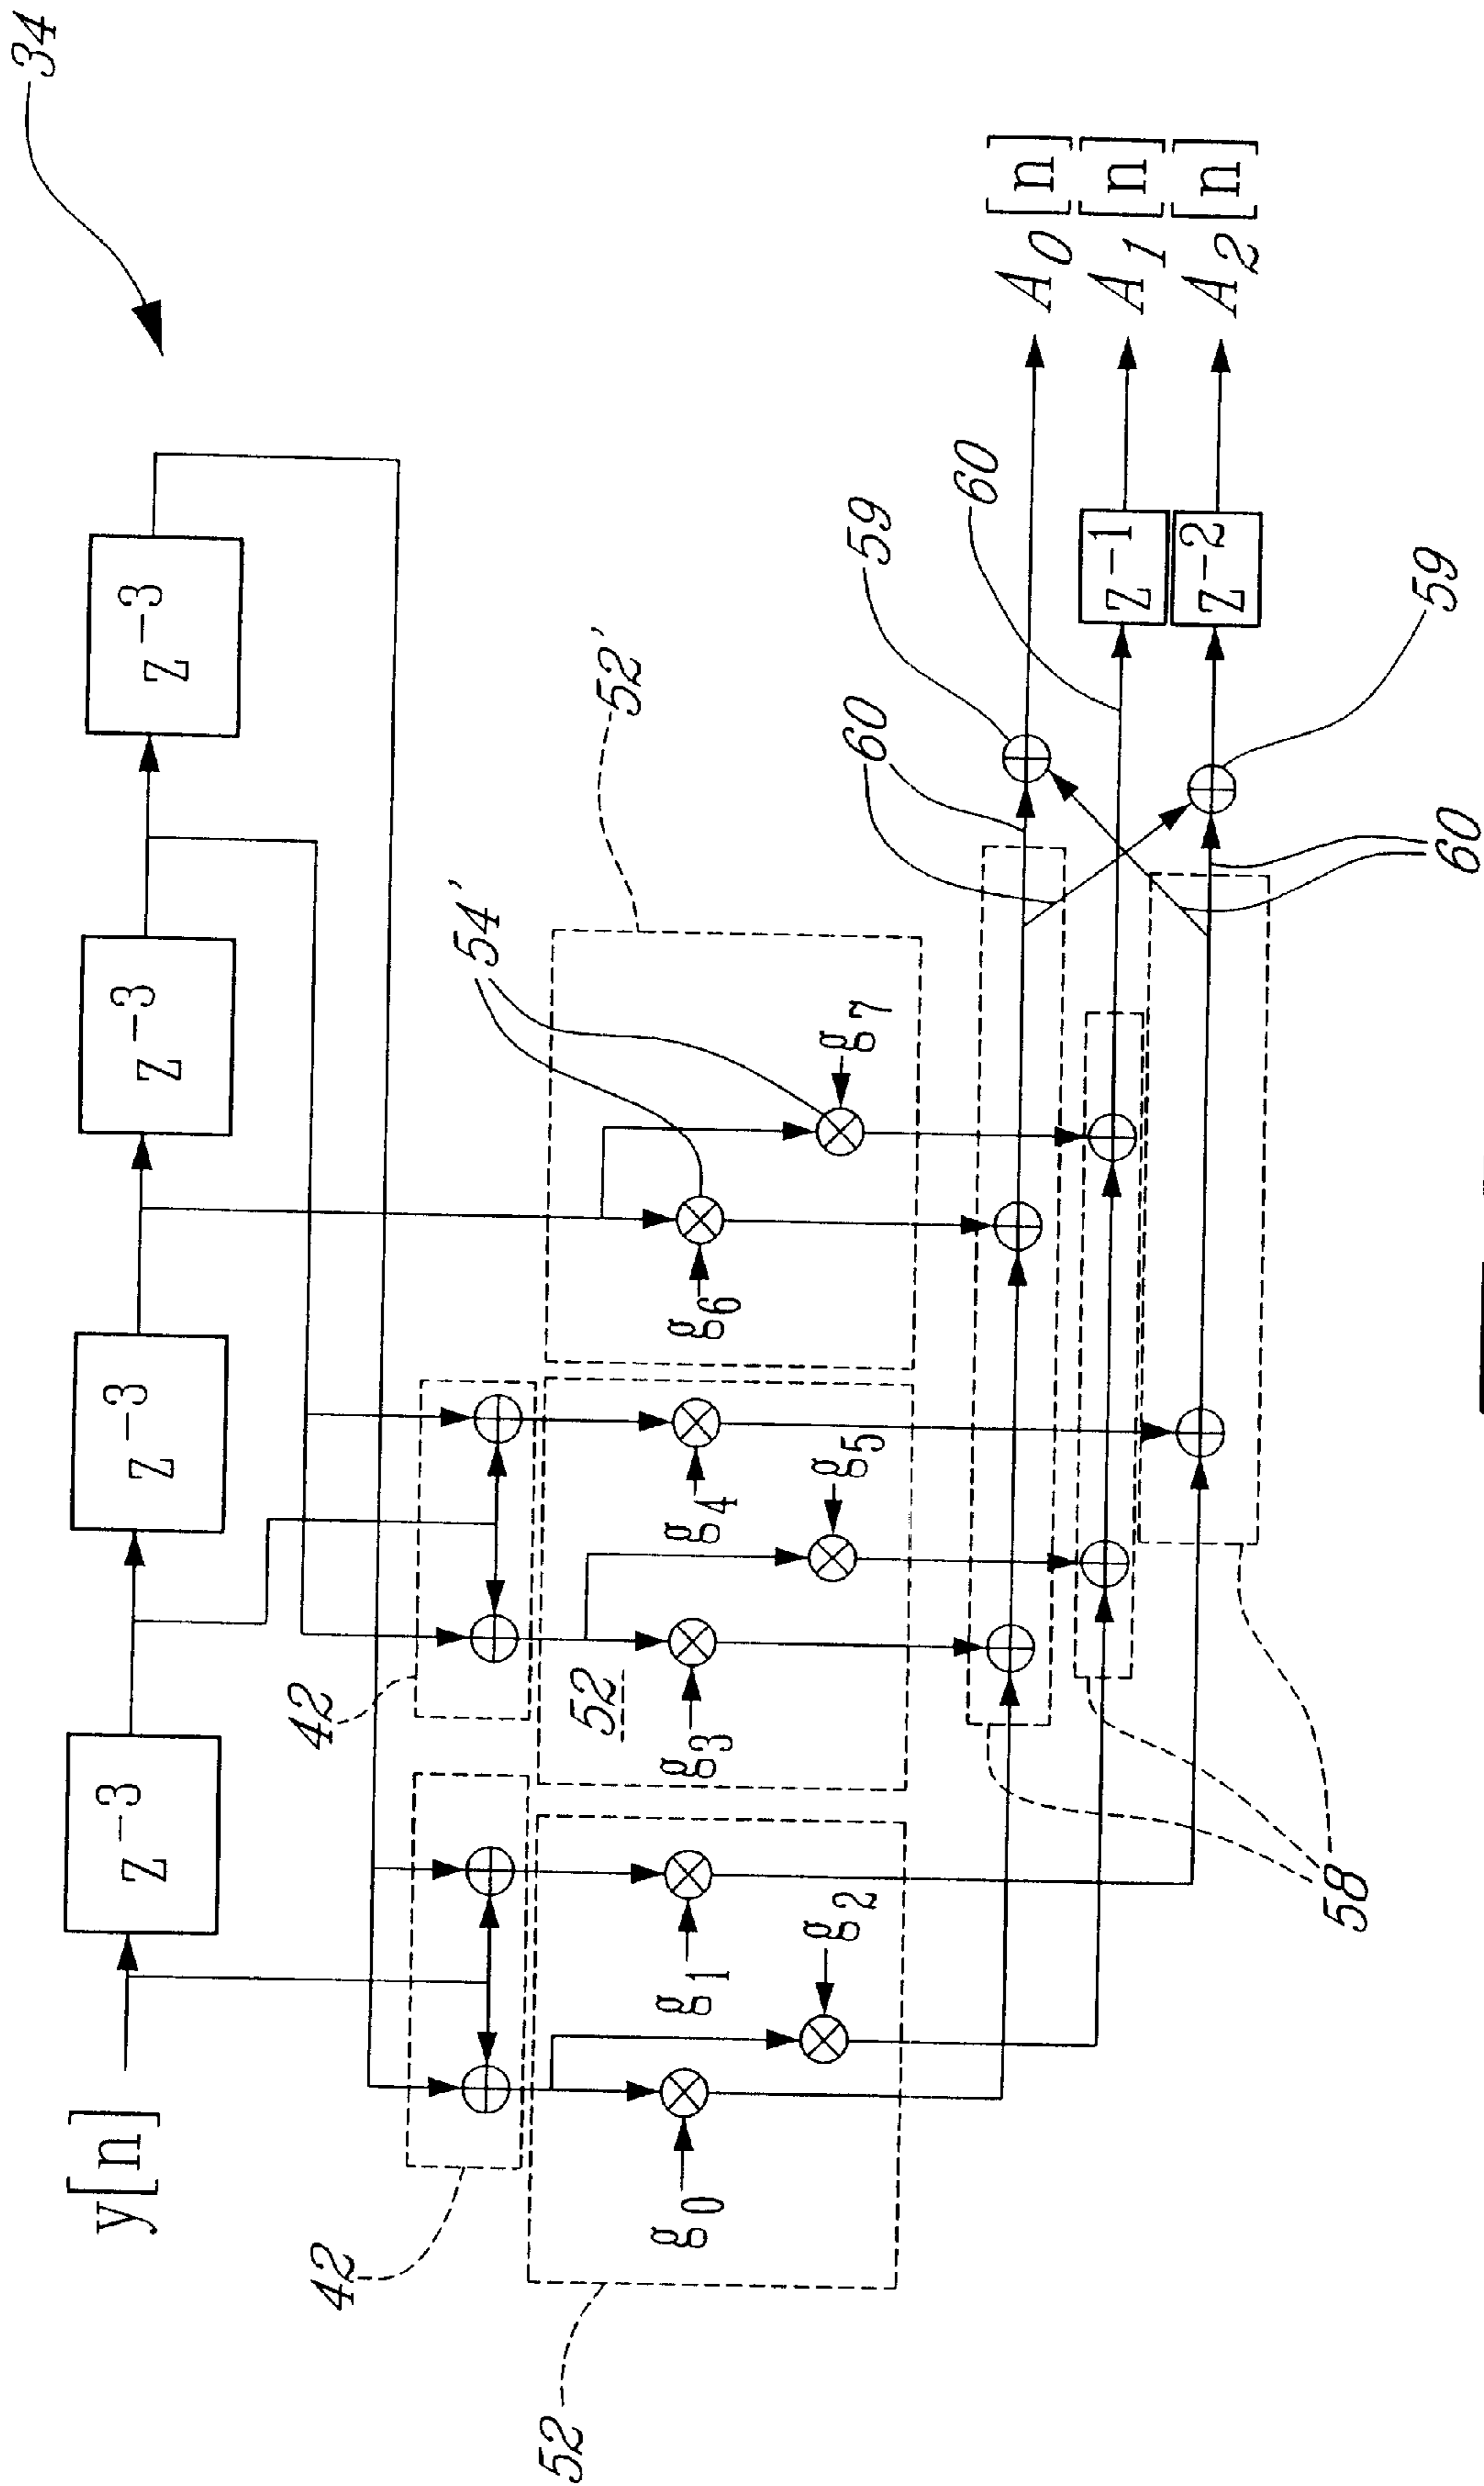 34
y[n]
z⁻³
z⁻³
z⁻³
z⁻³
42
42
52
52
52'
54'
g₀
g₁
g₂
g₃
g₄
g₅
g₆
g₇
58
60
59
60
60
59
z⁻¹
z⁻²
A₀[n]
A₁[n]
A₂[n]